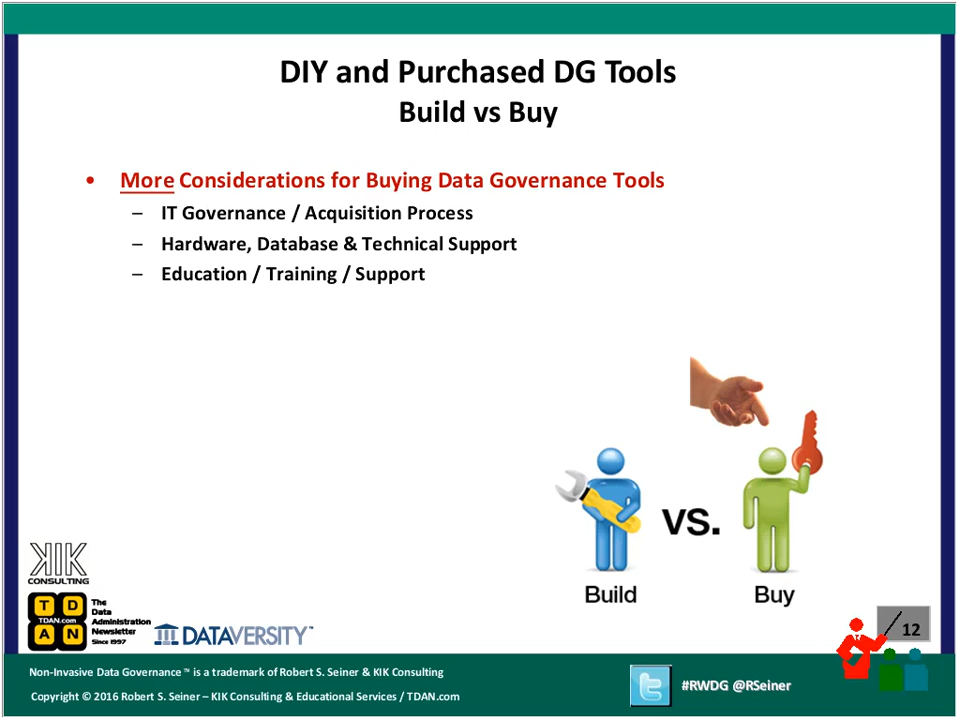 DIY and Purchased DG Tools
Build vs Buy
• More Considerations for Buying Data Governance Tools
– IT Governance / Acquisition Process
– Hardware, Database & Technical Support
– Education / Training / Support
VS.
Build
Buy
KIK
CONSULTING
T D
TDAN.com
A N
The
Data
Administration
Newsletter
Since 1997
DATAVERSITY™
12
Non-Invasive Data Governance™ is a trademark of Robert S. Seiner & KIK Consulting
Copyright © 2016 Robert S. Seiner – KIK Consulting & Educational Services / TDAN.com
#RWDG @RSeiner